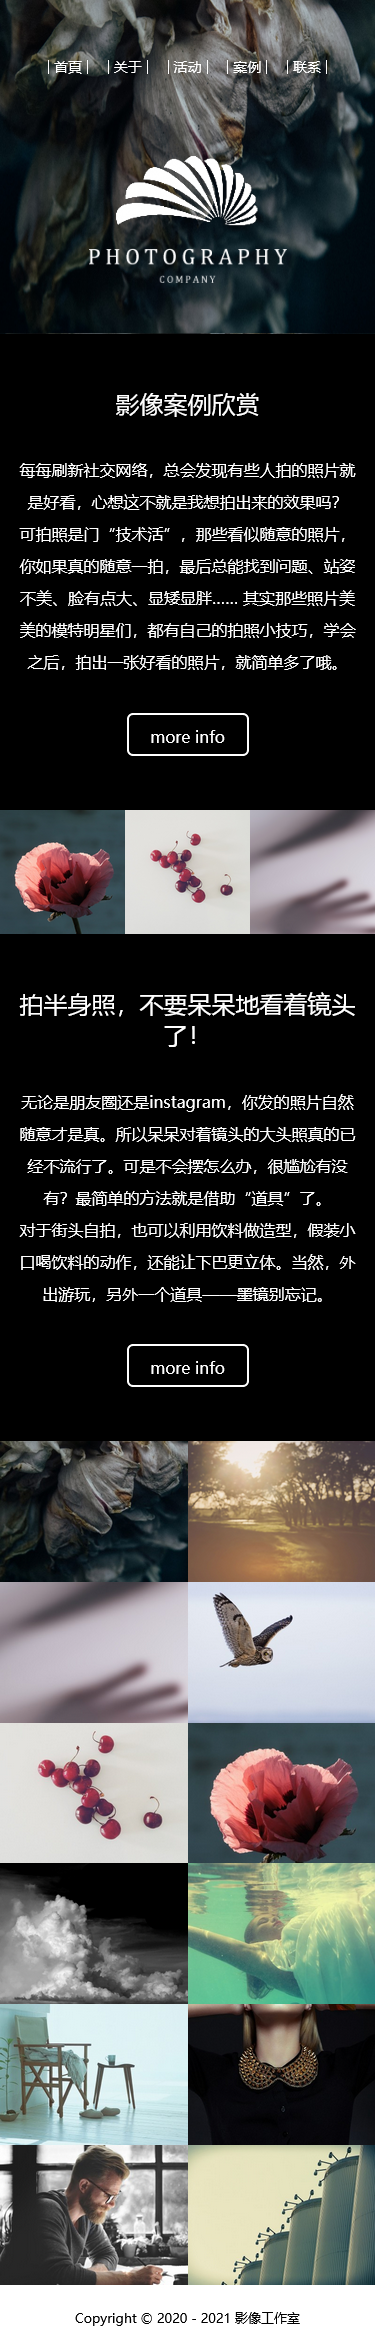 | 首頁 | | 关于 | | 活动 | | 案例 | | 联系 |
PHOTOGRAPHY
COMPANY
影像案例欣赏
每每刷新社交网络，总会发现有些人拍的照片就
是好看，心想这不就是我想拍出来的效果吗？
可拍照是门“技术活”，那些看似随意的照片，
你如果真的随意一拍，最后总能找到问题、站姿
不美、脸有点大、显矮显胖...... 其实那些照片美
美的模特明星们，都有自己的拍照小技巧，学会
之后，拍出一张好看的照片，就简单多了哦。
more info
拍半身照，不要呆呆地看着镜头
了！
无论是朋友圈还是instagram，你发的照片自然
随意才是真。所以呆呆对着镜头的大头照真的已
经不流行了。可是不会摆怎么办，很尴尬有没
有？最简单的方法就是借助“道具”了。
对于街头自拍，也可以利用饮料做造型，假装小
口喝饮料的动作，还能让下巴更立体。当然，外
出游玩，另外一个道具——墨镜别忘记。
more info
Copyright © 2020 - 2021 影像工作室